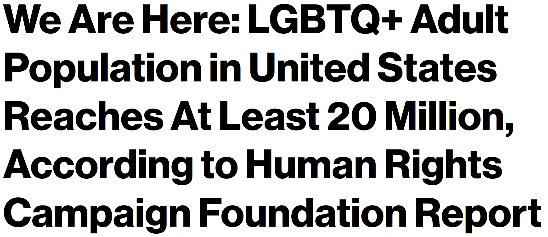 We Are Here: LGBTQ+ Adult
Population in United States
Reaches At Least 20 Million,
According to Human Rights
Campaign Foundation Report